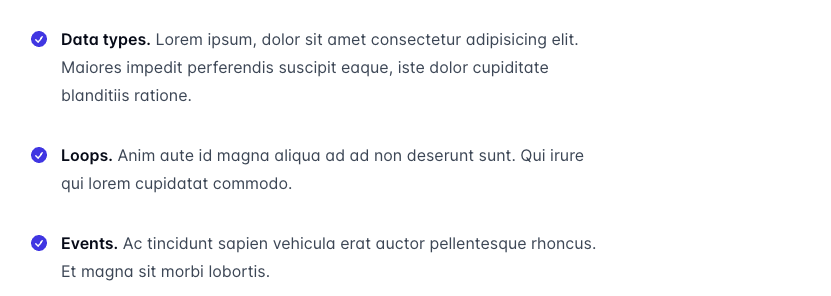 Data types. Lorem ipsum, dolor sit amet consectetur adipisicing elit.
Maiores impedit perferendis suscipit eaque, iste dolor cupiditate
blanditiis ratione.
Loops. Anim aute id magna aliqua ad ad non deserunt sunt. Qui irure
qui lorem cupidatat commodo.
Events. Ac tincidunt sapien vehicula erat auctor pellentesque rhoncus.
Et magna sit morbi lobortis.